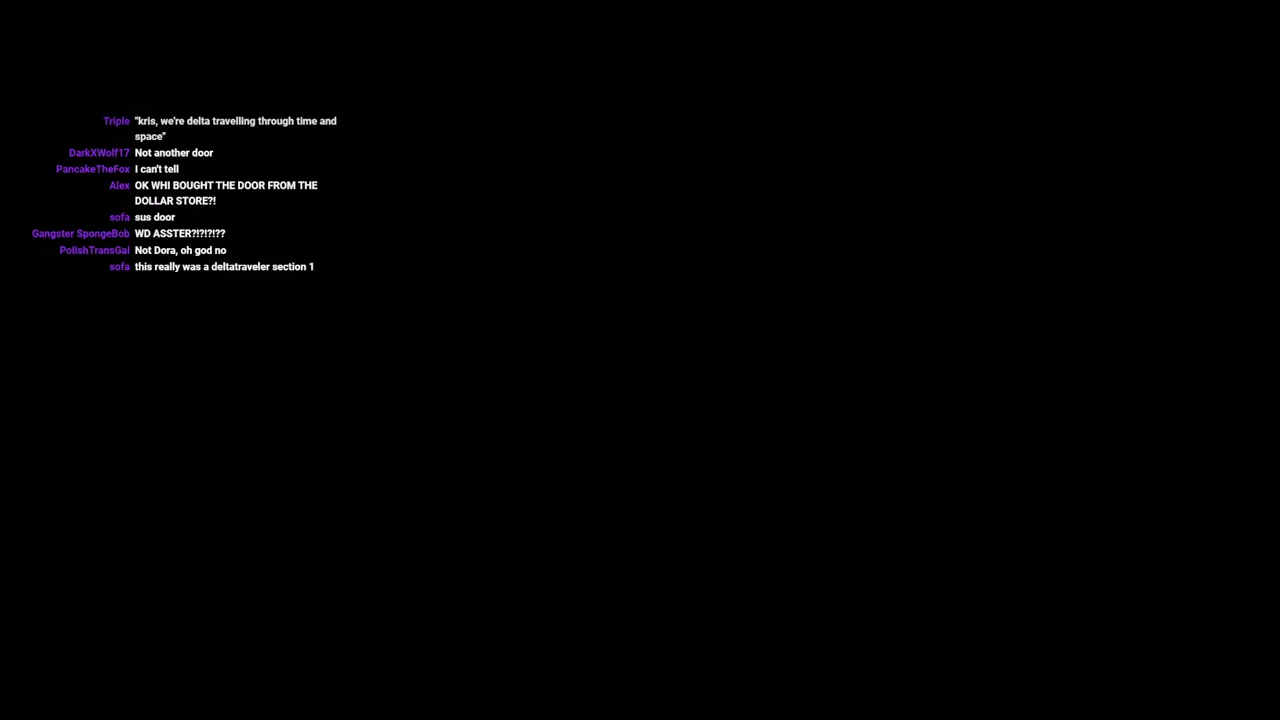 Triple "kris, we're delta travelling through time and
space"
DarkXWolf17 Not another door
PancakeTheFox I can't tell
Alex OK WHI BOUGHT THE DOOR FROM THE
DOLLAR STORE?!
sofa sus door
Gangster SpongeBob WD ASSTER?!?!?!??
PolishTransGal Not Dora, oh god no
sofa this really was a deltatraveler section 1